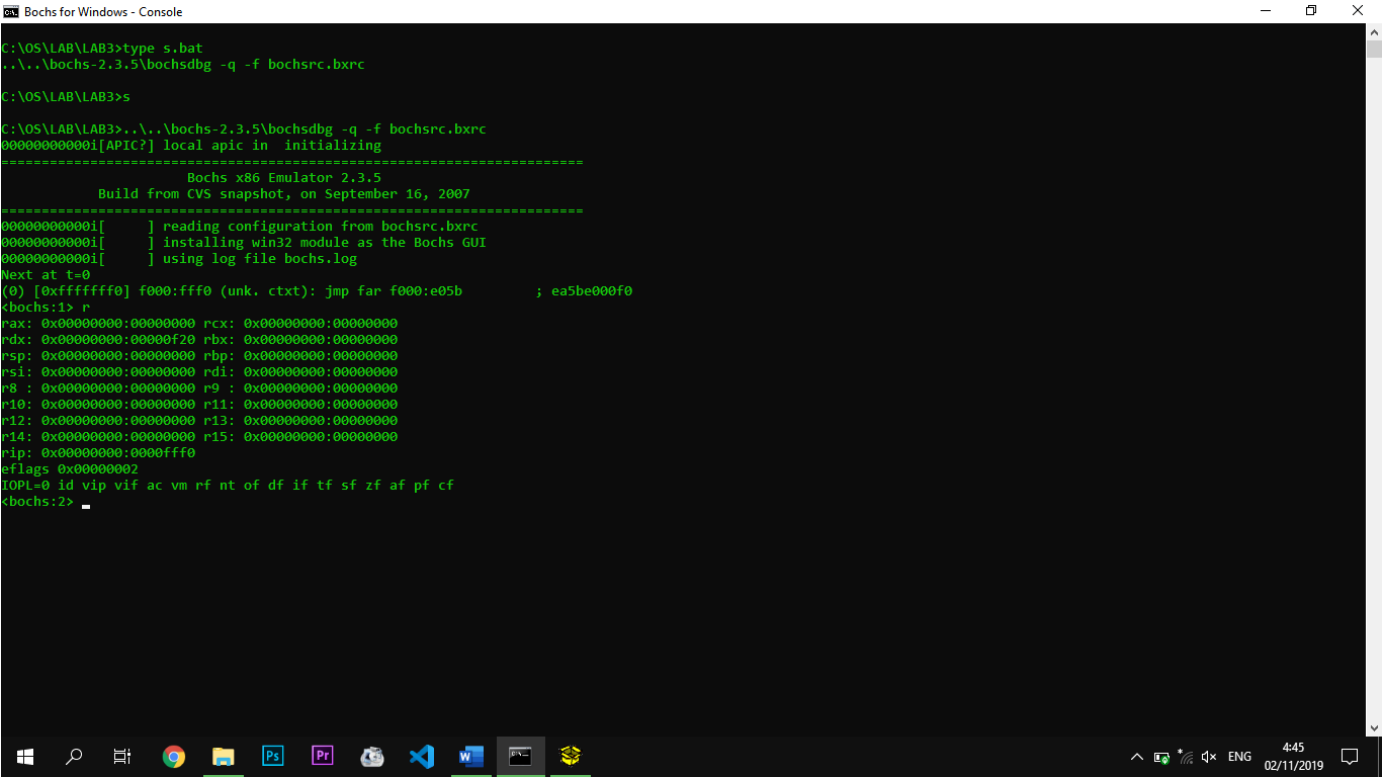 Bochs for Windows - Console
C:\OS\LAB\LAB3>type s.bat
..\..\bochs-2.3.5\bochsdbg -q -f bochsrc.bxrc
C:\OS\LAB\LAB3>s
C:\OS\LAB\LAB3>..\..\bochs-2.3.5\bochsdbg -q -f bochsrc.bxrc
00000000000i[APIC?] local apic in  initializing
========================================================================
Bochs x86 Emulator 2.3.5
Build from CVS snapshot, on September 16, 2007
========================================================================
00000000000i[     ] reading configuration from bochsrc.bxrc
00000000000i[     ] installing win32 module as the Bochs GUI
00000000000i[     ] using log file bochs.log
Next at t=0
(0) [0xfffffff0] f000:fff0 (unk. ctxt): jmp far f000:e05b         ; ea5be000f0
<bochs:1> r
rax: 0x00000000:00000000 rcx: 0x00000000:00000000
rdx: 0x00000000:00000f20 rbx: 0x00000000:00000000
rsp: 0x00000000:00000000 rbp: 0x00000000:00000000
rsi: 0x00000000:00000000 rdi: 0x00000000:00000000
r8 : 0x00000000:00000000 r9 : 0x00000000:00000000
r10: 0x00000000:00000000 r11: 0x00000000:00000000
r12: 0x00000000:00000000 r13: 0x00000000:00000000
r14: 0x00000000:00000000 r15: 0x00000000:00000000
rip: 0x00000000:0000fff0
eflags 0x00000002
IOPL=0 id vip vif ac vm rf nt of df if tf sf zf af pf cf
<bochs:2>
Ps Pr ENG 4:45
02/11/2019